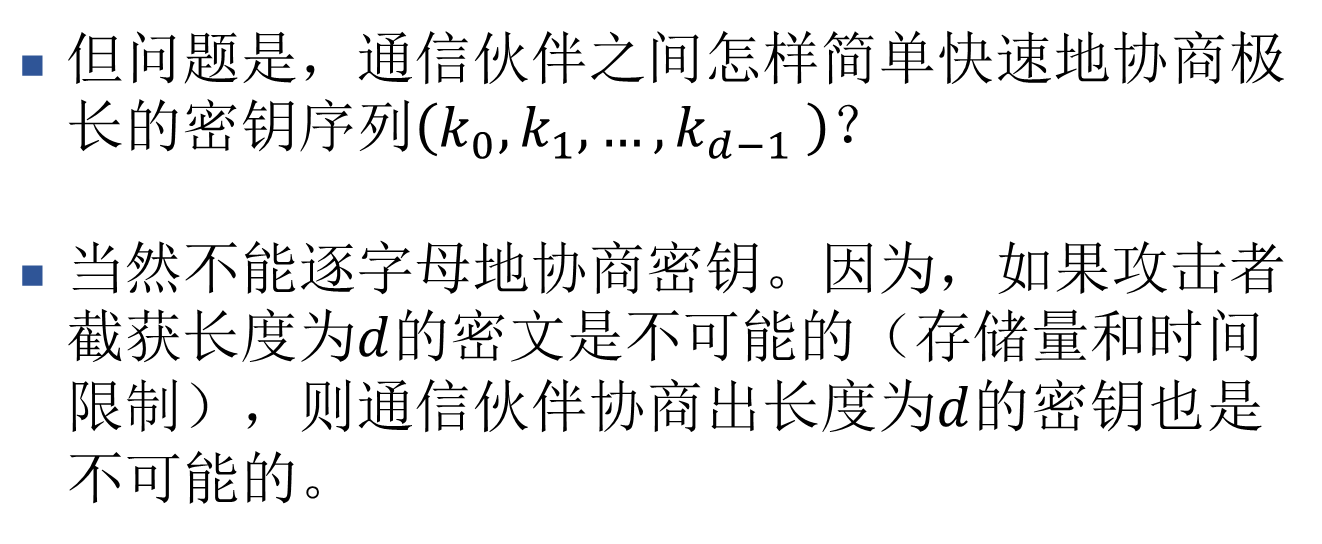 ▪ 但问题是，通信伙伴之间怎样简单快速地协商极
长的密钥序列(k₀, k₁, …, k_{d−1} )？
▪ 当然不能逐字母地协商密钥。因为，如果攻击者
截获长度为d的密文是不可能的（存储量和时间
限制），则通信伙伴协商出长度为d的密钥也是
不可能的。